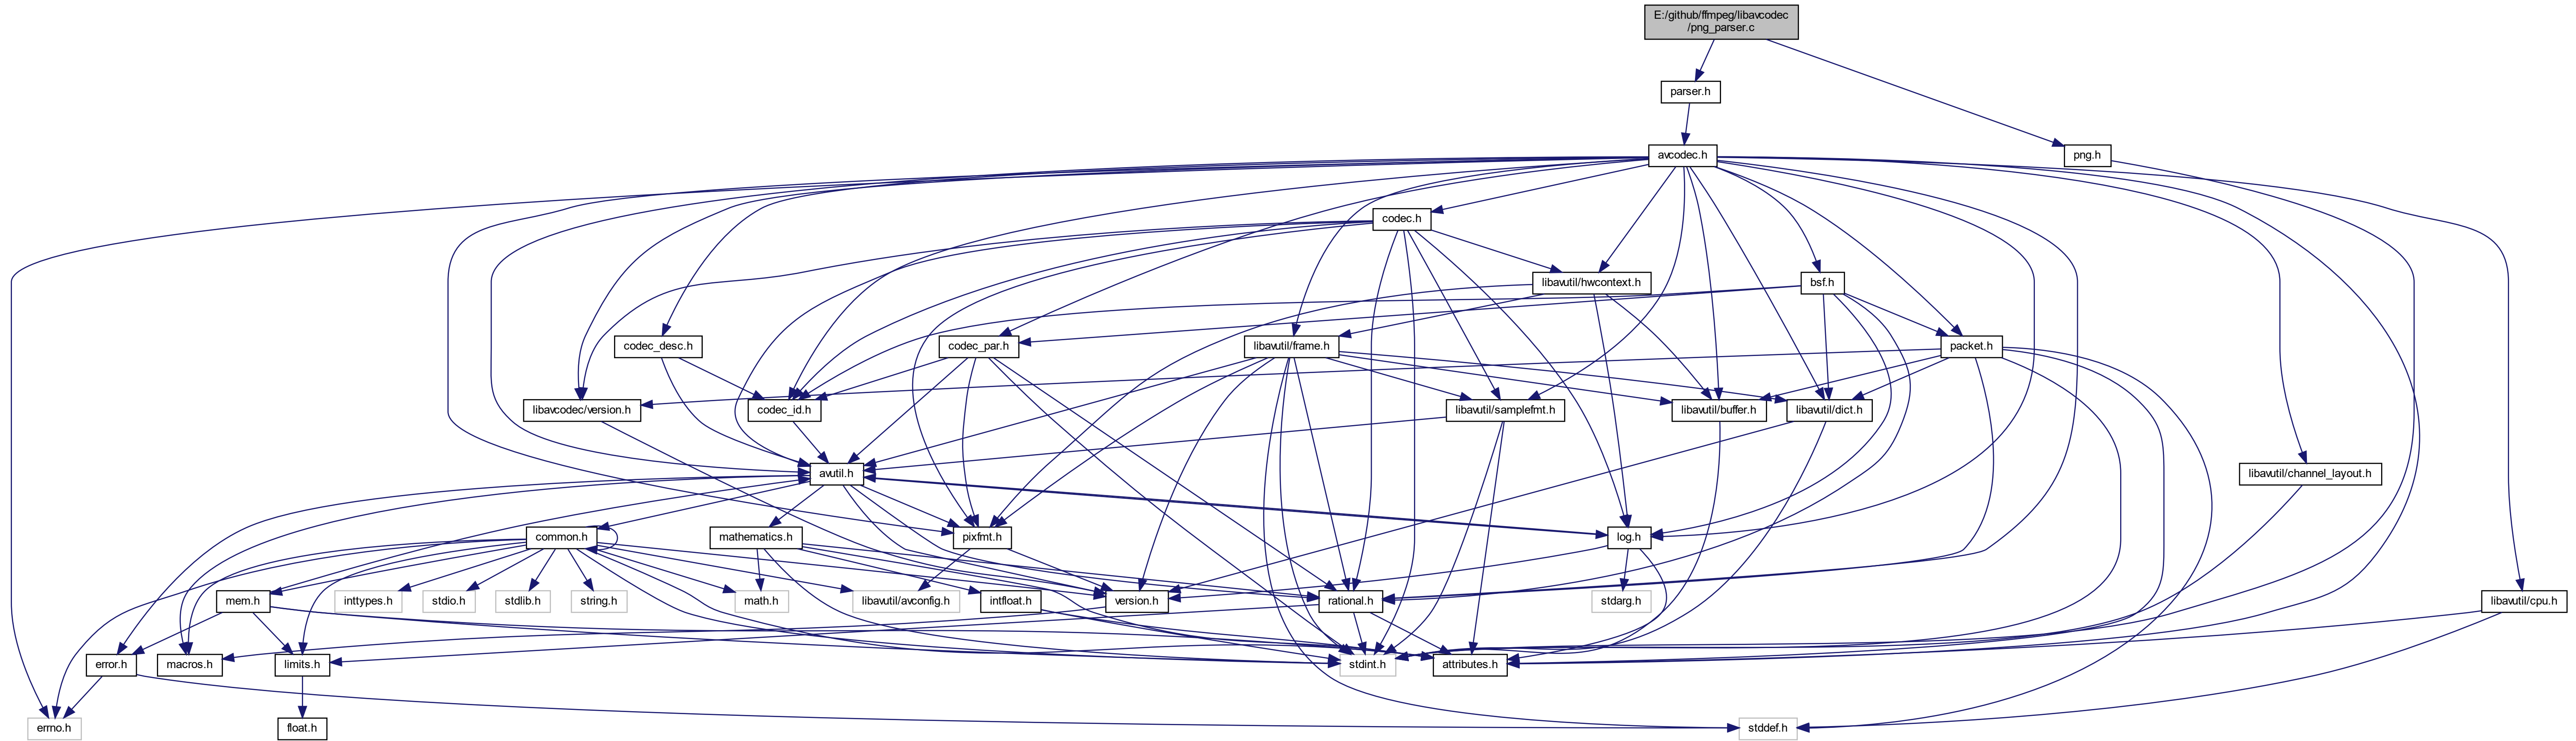 E:/github/ffmpeg/libavcodec
/png_parser.c
parser.h
avcodec.h
png.h
codec.h
libavutil/hwcontext.h
bsf.h
codec_desc.h
codec_par.h
libavutil/frame.h
packet.h
libavcodec/version.h
codec_id.h
libavutil/samplefmt.h
libavutil/buffer.h
libavutil/dict.h
avutil.h
libavutil/channel_layout.h
common.h
mathematics.h
pixfmt.h
log.h
mem.h
inttypes.h
stdio.h
stdlib.h
string.h
math.h
libavutil/avconfig.h
intfloat.h
version.h
rational.h
stdarg.h
libavutil/cpu.h
error.h
macros.h
limits.h
stdint.h
attributes.h
errno.h
float.h
stddef.h